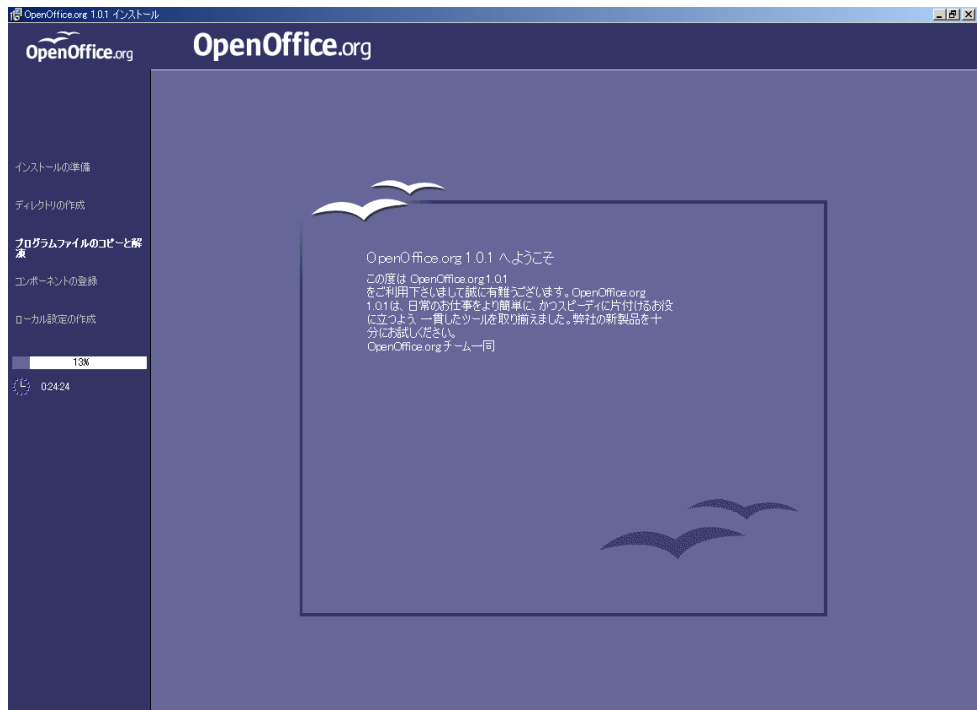 OpenOffice.org 1.0.1 インストール
OpenOffice.org
OpenOffice.org
インストールの準備
ディレクトリの作成
プログラムファイルのコピーと解
凍
コンポーネントの登録
ローカル設定の作成
13%
0:24:24
OpenOffice.org 1.0.1 へようこそ
この度は OpenOffice.org 1.0.1
をご利用下さいまして誠に有難うございます。OpenOffice.org
1.0.1は、日常のお仕事をより簡単に、かつスピーディに片付けるお役
に立つよう、一貫したツールを取り揃えました。弊社の新製品を十
分にお試しください。
OpenOffice.org チーム一同